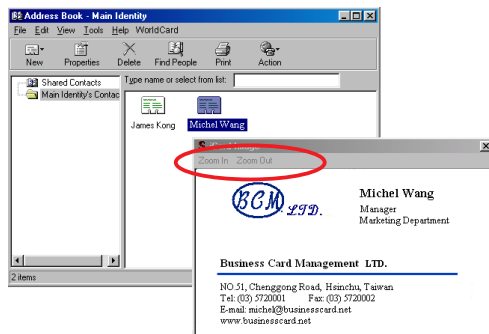 Address Book - Main Identity
File Edit View Tools Help WorldCard
New Properties Delete Find People Print Action
Shared Contacts
Main Identity's Contac
Type name or select from list:
James Kong Michel Wang
2 items
Zoom In Zoom Out
BCM. LTD.
Michel Wang
Manager
Marketing Department
Business Card Management LTD.
NO.51, Chenggong Road, Hsinchu, Taiwan
Tel: (03) 5720001 Fax: (03) 5720002
E-mail: michel@businesscard.net
www.businesscard.net